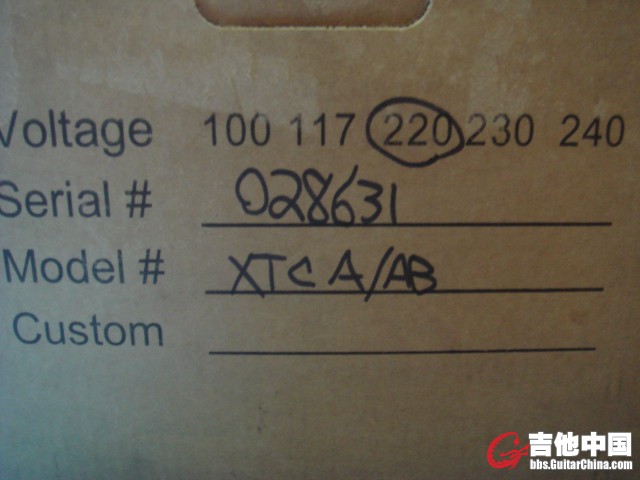 Voltage 100 117 220 230 240
Serial # 028631
Model # XTC A/AB
Custom
吉他中国
bbs.GuitarChina.com